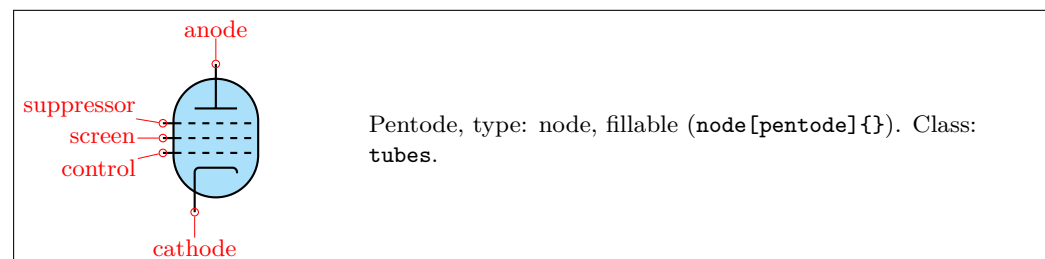 anode
suppressor
screen
control
cathode
Pentode, type: node, fillable (node[pentode]{}). Class:
tubes.